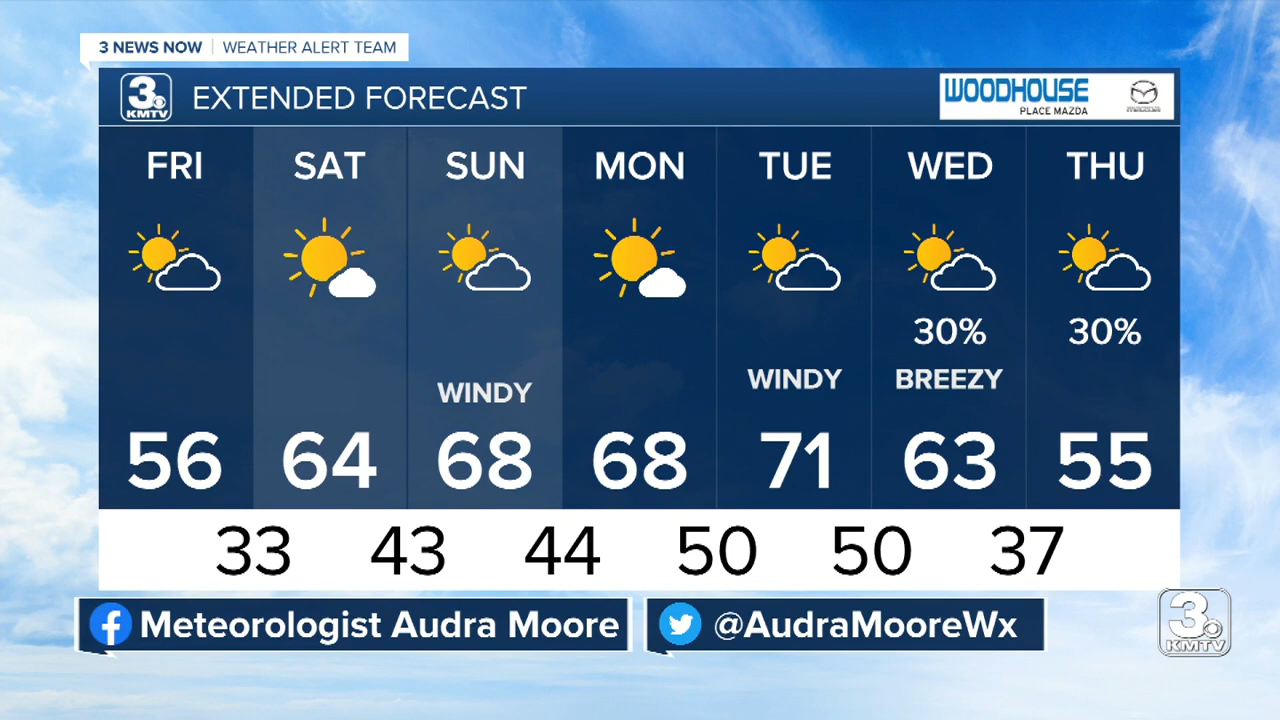 3 NEWS NOW WEATHER ALERT TEAM
3 KMTV EXTENDED FORECAST WOODHOUSE
PLACE MAZDA mazda
FRI SAT SUN MON TUE WED THU
30% 30%
WINDY WINDY BREEZY
56 64 68 68 71 63 55
33 43 44 50 50 37
Meteorologist Audra Moore @AudraMooreWx
3 KMTV